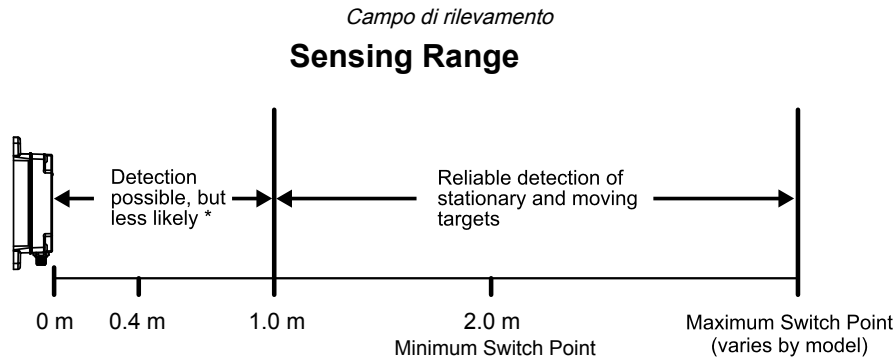 Campo di rilevamento
Sensing Range
Detection
possible, but
less likely *
Reliable detection of
stationary and moving
targets
0 m
0.4 m
1.0 m
2.0 m
Minimum Switch Point
Maximum Switch Point
(varies by model)